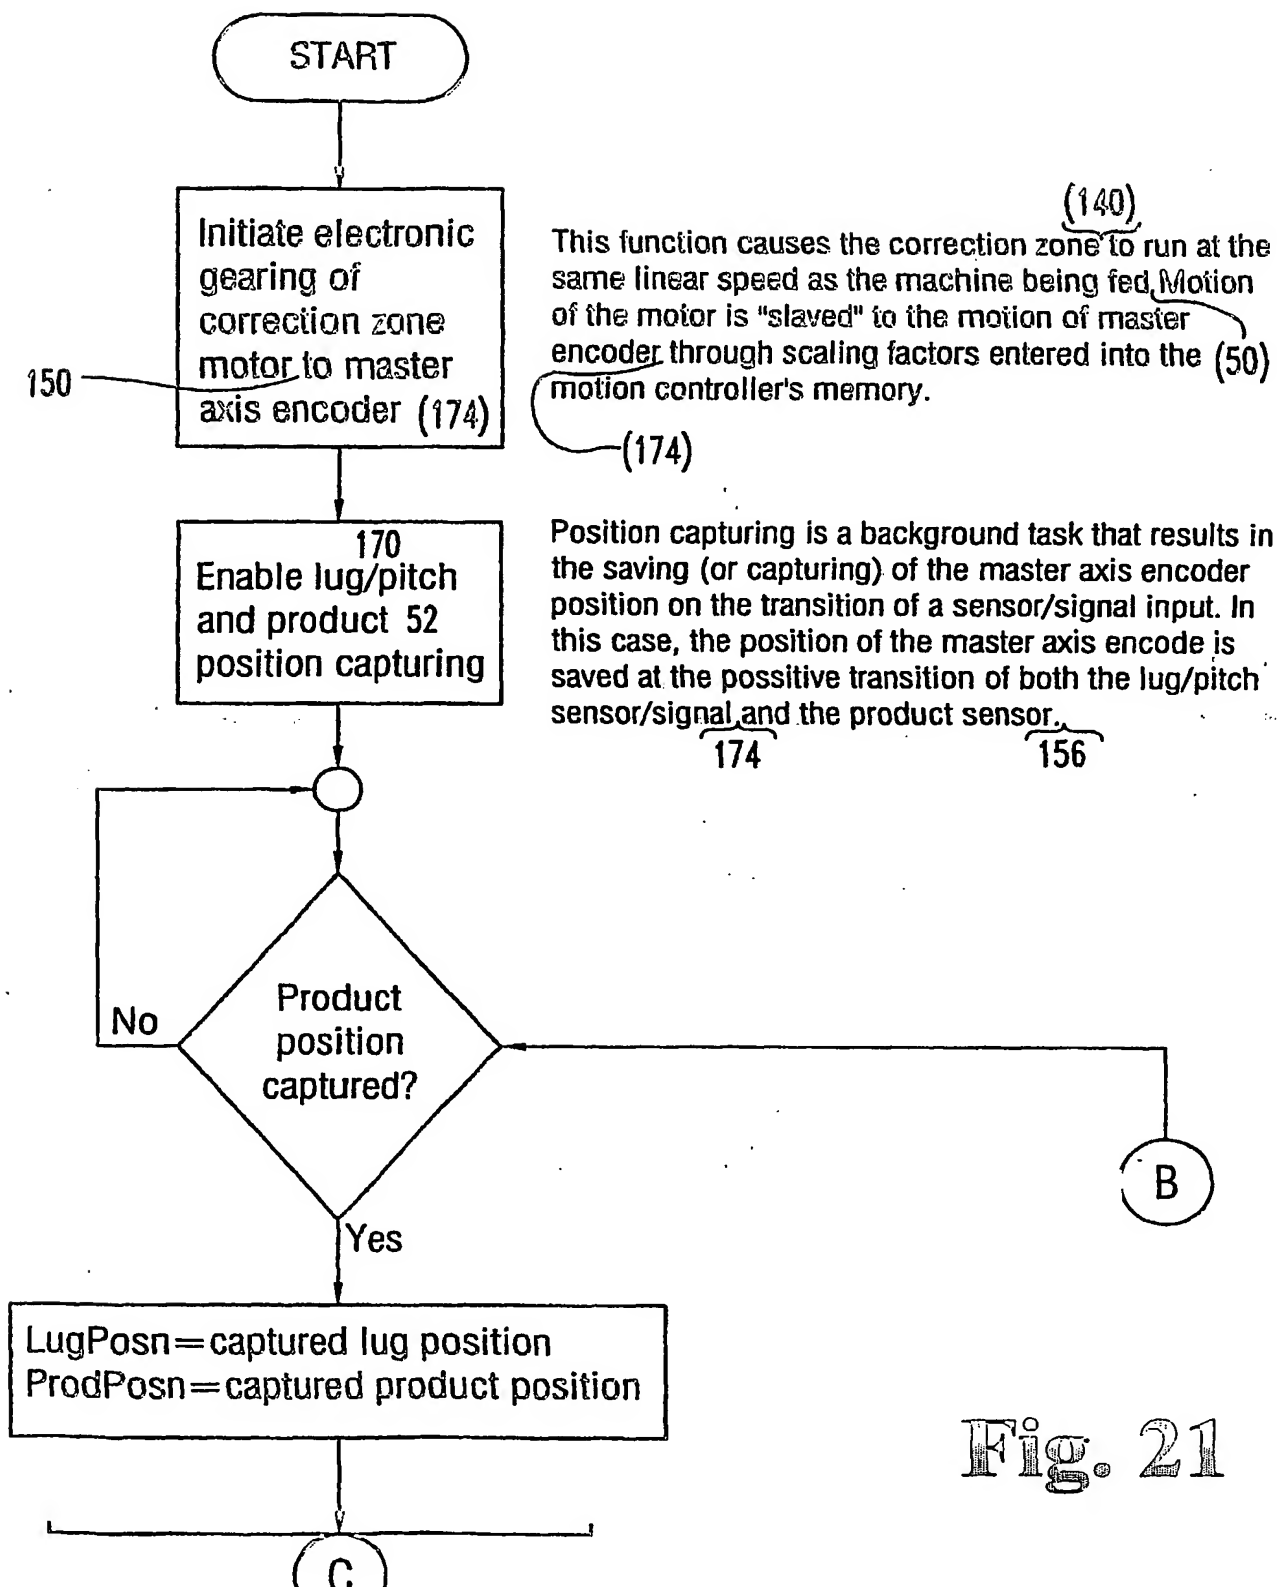 START
Initiate electronic
gearing of
correction zone
motor to master
axis encoder (174)
150
(140)
This function causes the correction zone to run at the
same linear speed as the machine being fed. Motion
of the motor is "slaved" to the motion of master
encoder through scaling factors entered into the (50)
motion controller's memory.
(174)
170
Enable lug/pitch
and product 52
position capturing
Position capturing is a background task that results in
the saving (or capturing) of the master axis encoder
position on the transition of a sensor/signal input. In
this case, the position of the master axis encode is
saved at the possitive transition of both the lug/pitch
sensor/signal and the product sensor.
174 156
Product
position
captured?
No
B
Yes
LugPosn=captured lug position
ProdPosn=captured product position
Fig. 21
C